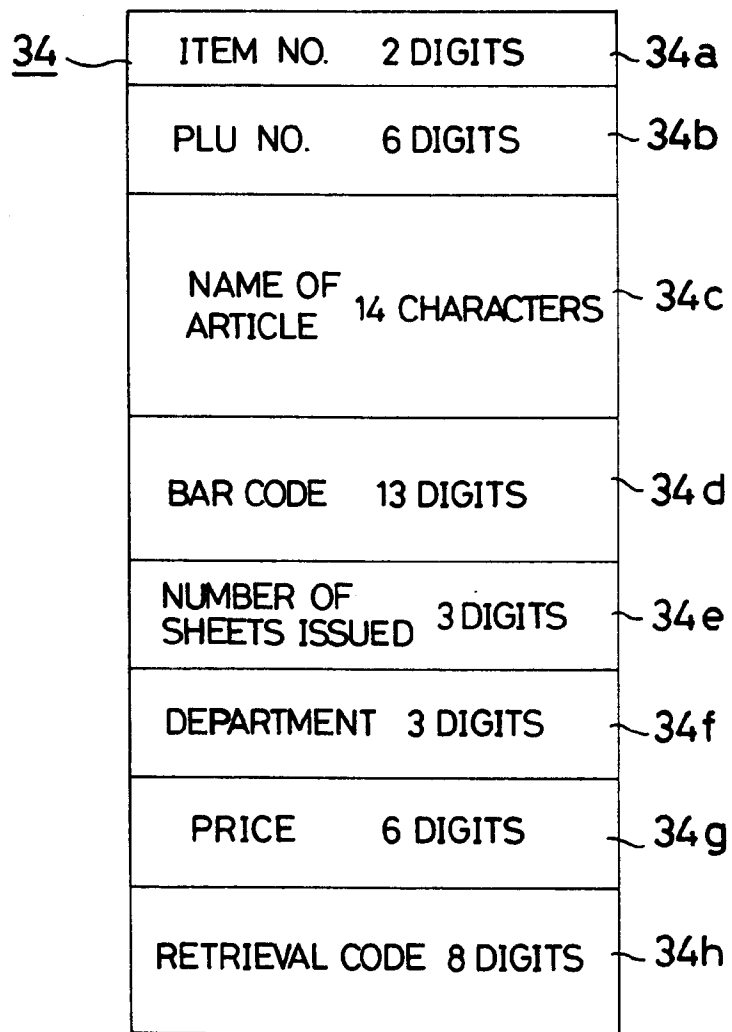 34 ITEM NO. 2 DIGITS 34a
PLU NO. 6 DIGITS 34b
NAME OF
ARTICLE 14 CHARACTERS 34c
BAR CODE 13 DIGITS 34d
NUMBER OF
SHEETS ISSUED 3 DIGITS 34e
DEPARTMENT 3 DIGITS 34f
PRICE 6 DIGITS 34g
RETRIEVAL CODE 8 DIGITS 34h